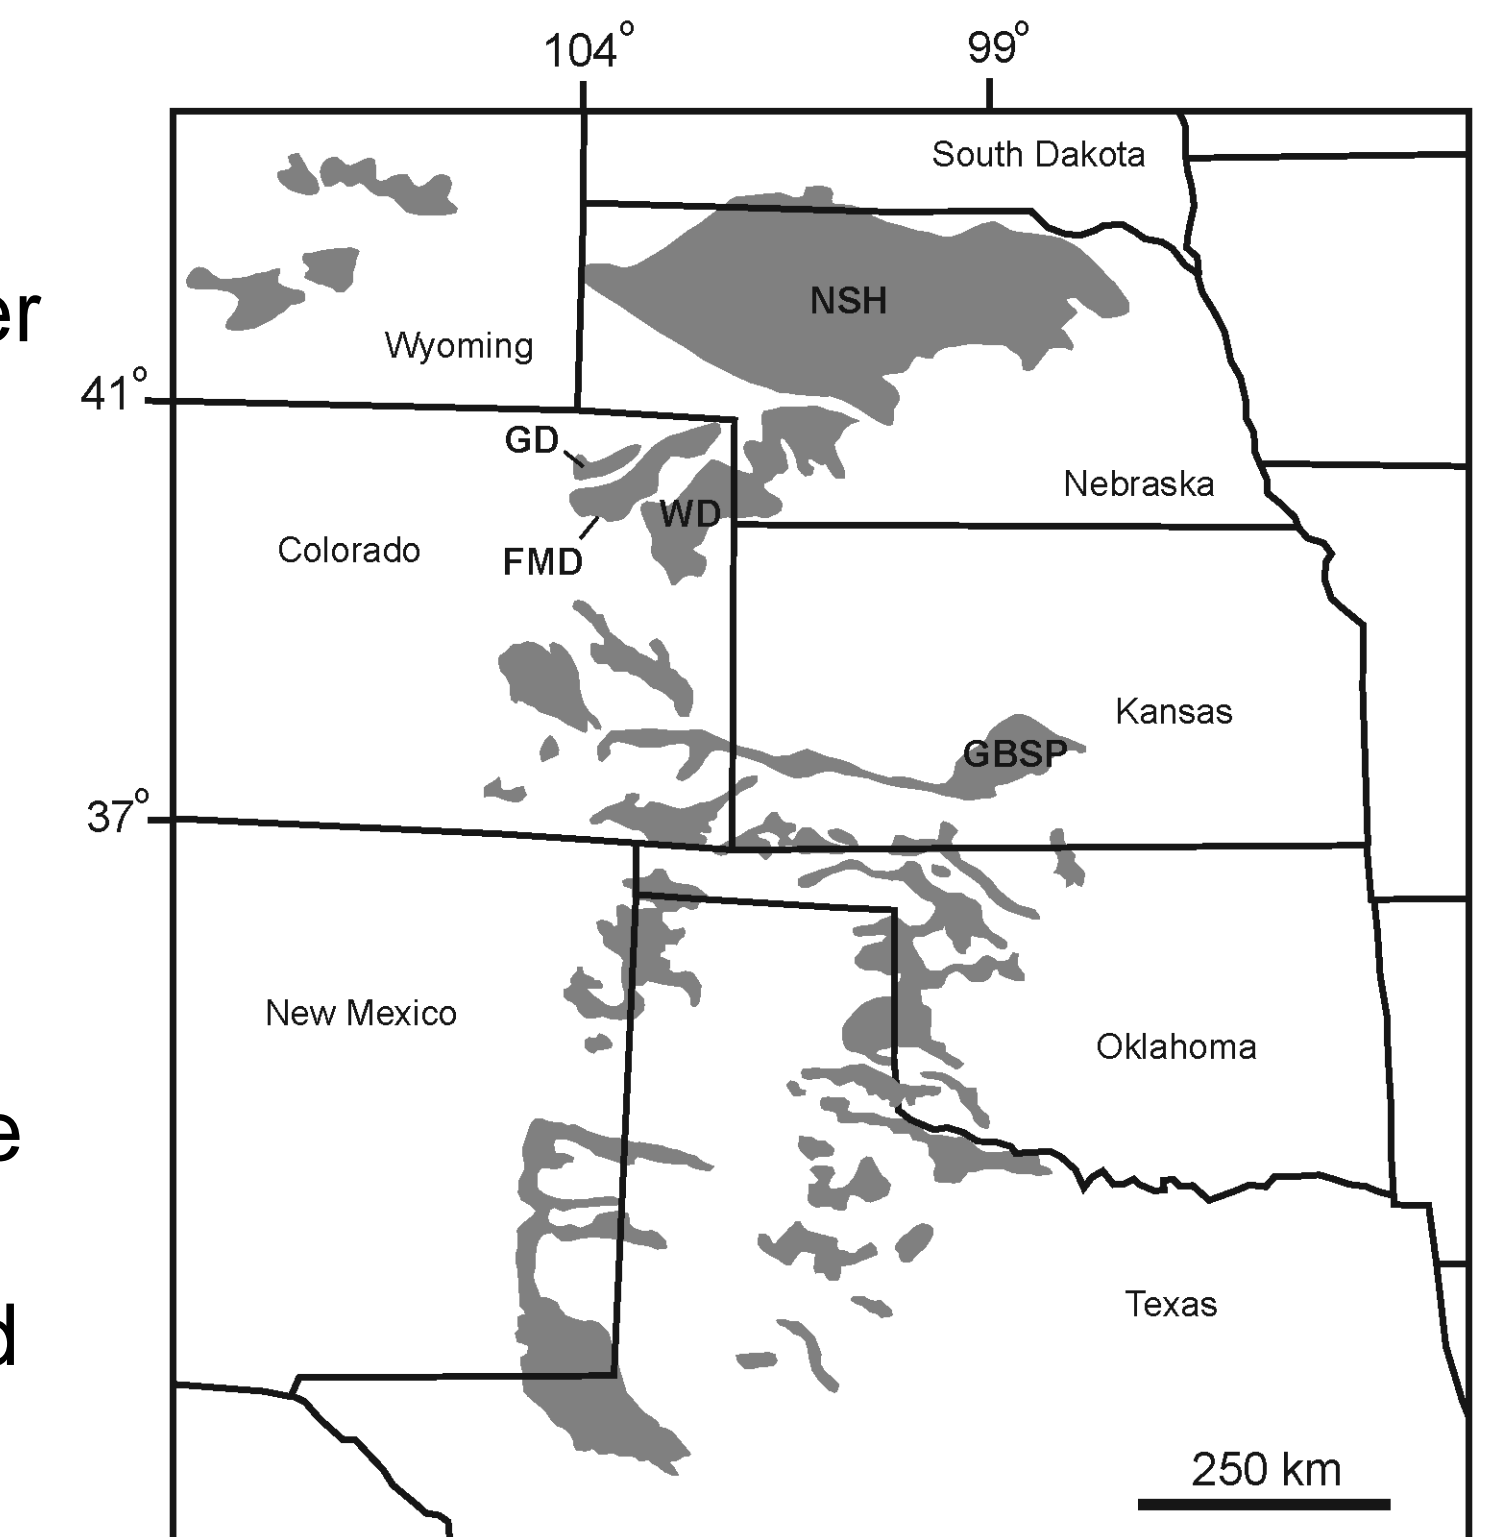 104°
99°
South Dakota
er
NSH
Wyoming
41°
GD
Nebraska
WD
Colorado
FMD
Kansas
GBSP
37°
New Mexico
Oklahoma
e
Texas
d
250 km